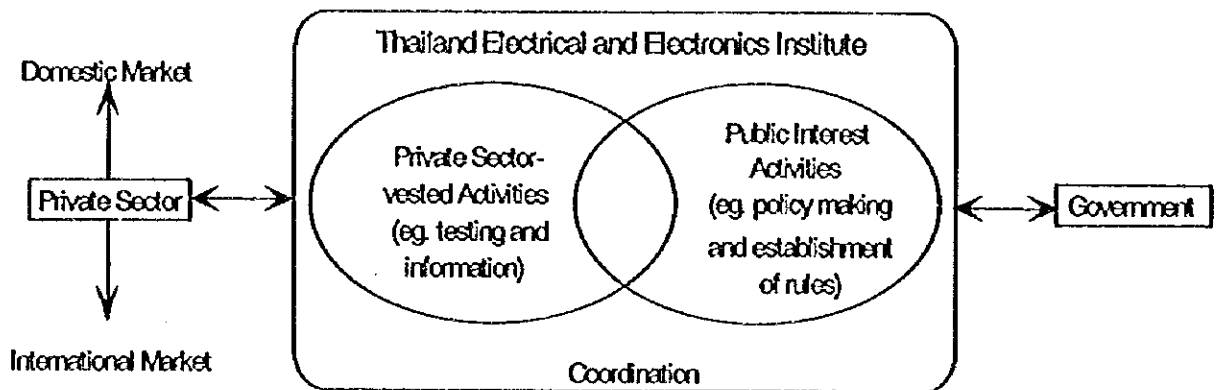 Thailand Electrical and Electronics Institute
Domestic Market
Private Sector
International Market
Private Sector-
vested Activities
(eg. testing and
information)
Public Interest
Activities
(eg. policy making
and establishment
of rules)
Government
Coordination